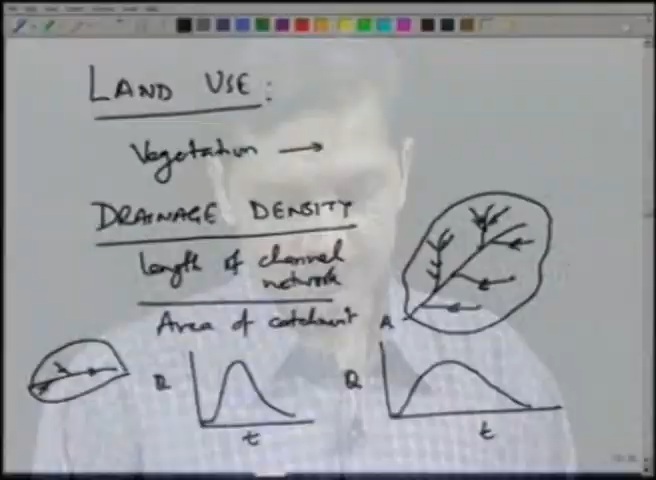 LAND USE:
Vegetation →
DRAINAGE DENSITY
Length of channel
network
Area of catchment
A
Q
t
Q
t